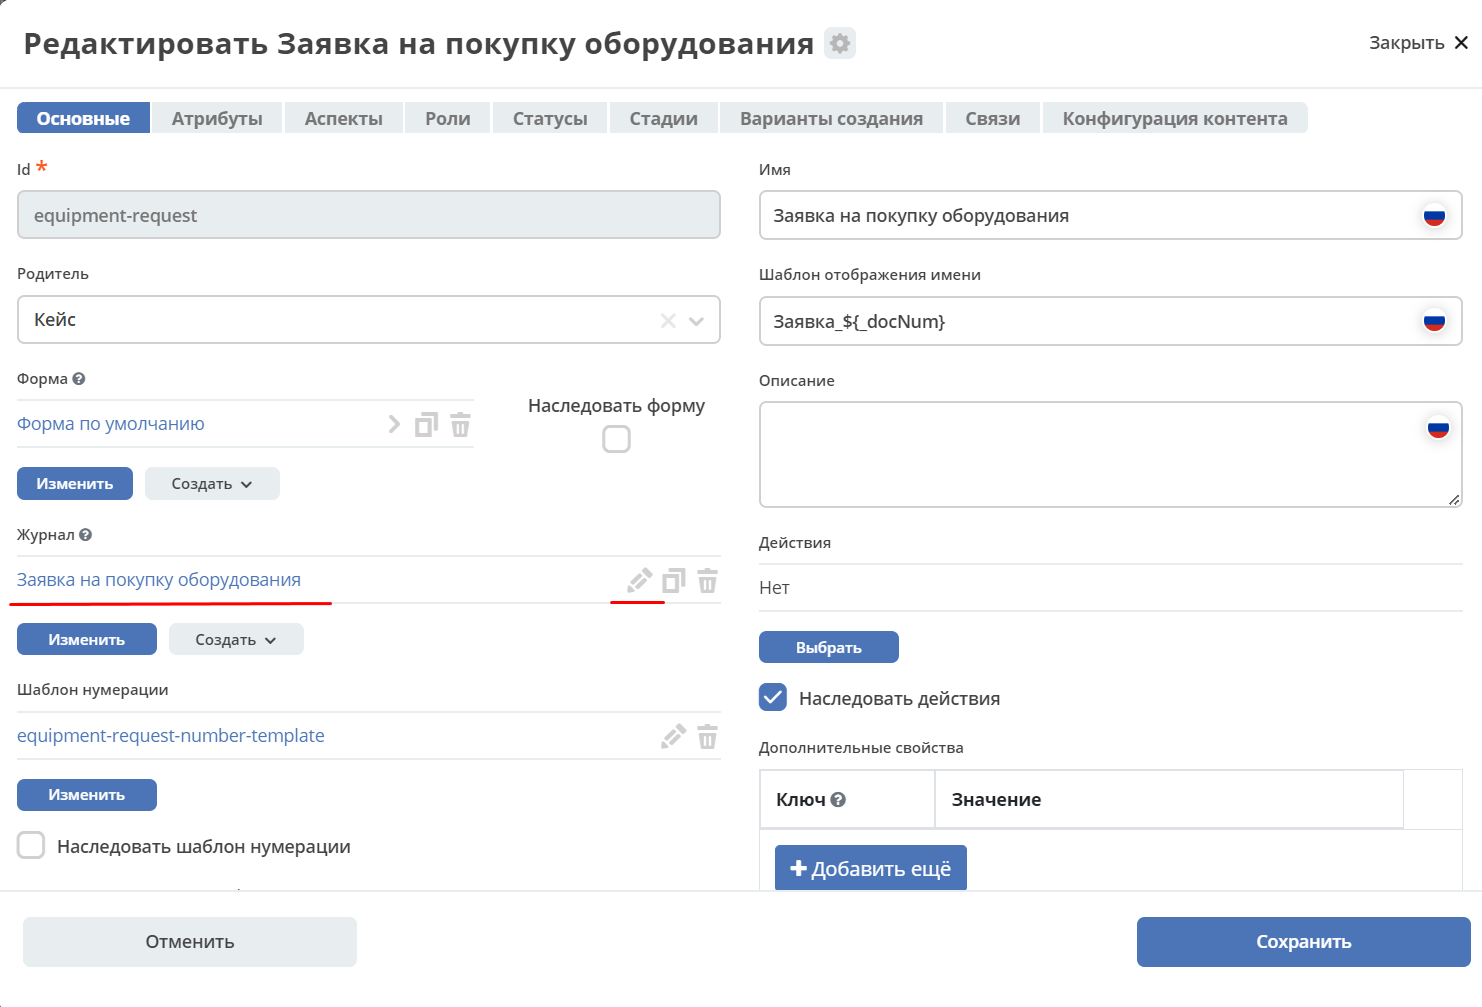 Редактировать Заявка на покупку оборудования
Закрыть
Основные
Атрибуты
Аспекты
Роли
Статусы
Стадии
Варианты создания
Связи
Конфигурация контента
Id *
equipment-request
Родитель
Кейс
Форма
Форма по умолчанию
Наследовать форму
Изменить
Создать
Журнал
Заявка на покупку оборудования
Изменить
Создать
Шаблон нумерации
equipment-request-number-template
Изменить
Наследовать шаблон нумерации
Имя
Заявка на покупку оборудования
Шаблон отображения имени
Заявка_${_docNum}
Описание
Действия
Нет
Выбрать
Наследовать действия
Дополнительные свойства
Ключ
Значение
Добавить ещё
Отменить
Сохранить